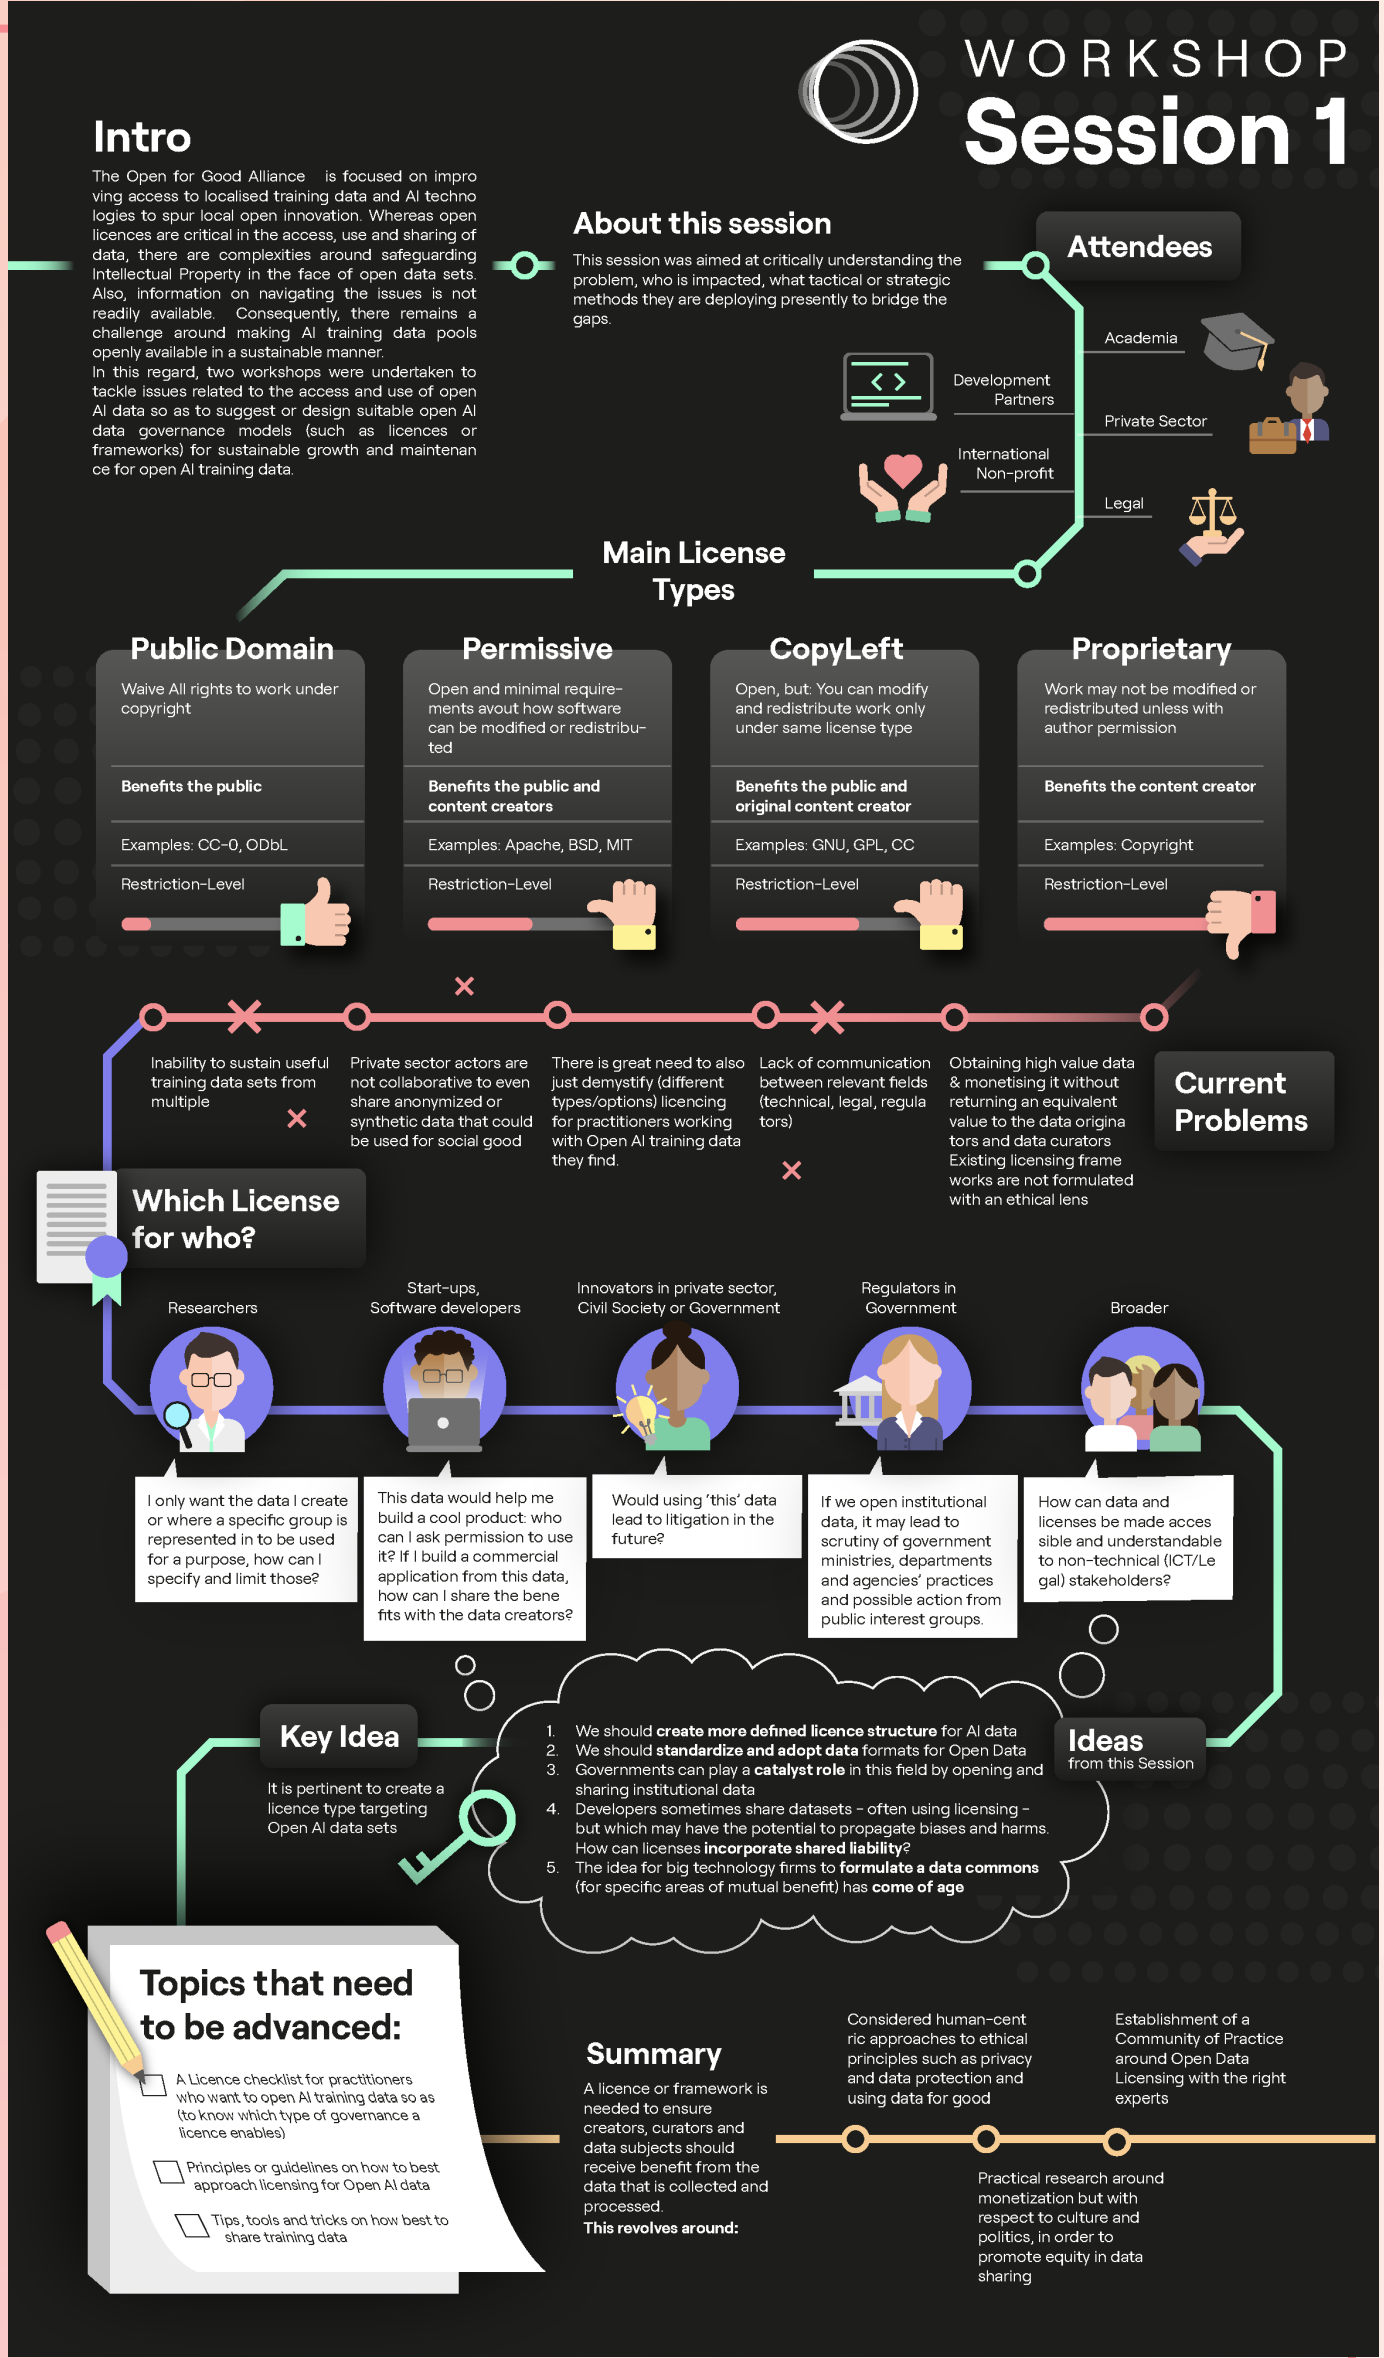 WORKSHOP
Session 1
Intro
The Open for Good Alliance is focused on impro
ving access to localised training data and AI techno
logies to spur local open innovation. Whereas open
licences are critical in the access, use and sharing of
data, there are complexities around safeguarding
Intellectual Property in the face of open data sets.
Also, information on navigating the issues is not
readily available. Consequently, there remains a
challenge around making AI training data pools
openly available in a sustainable manner.
In this regard, two workshops were undertaken to
tackle issues related to the access and use of open
AI data so as to suggest or design suitable open AI
data governance models (such as licences or
frameworks) for sustainable growth and maintenan
ce for open AI training data.
About this session
This session was aimed at critically understanding the
problem, who is impacted, what tactical or strategic
methods they are deploying presently to bridge the
gaps.
Attendees
Academia
Development
Partners
Private Sector
International
Non-profit
Legal
Main License
Types
Public Domain
Waive All rights to work under
copyright
Benefits the public
Examples: CC-0, ODbL
Restriction-Level
Permissive
Open and minimal require-
ments avout how software
can be modified or redistribu-
ted
Benefits the public and
content creators
Examples: Apache, BSD, MIT
Restriction-Level
CopyLeft
Open, but: You can modify
and redistribute work only
under same license type
Benefits the public and
original content creator
Examples: GNU, GPL, CC
Restriction-Level
Proprietary
Work may not be modified or
redistributed unless with
author permission
Benefits the content creator
Examples: Copyright
Restriction-Level
Inability to sustain useful
training data sets from
multiple
Private sector actors are
not collaborative to even
share anonymized or
synthetic data that could
be used for social good
There is great need to also
just demystify (different
types/options) licencing
for practitioners working
with Open AI training data
they find.
Lack of communication
between relevant fields
(technical, legal, regula
tors)
Obtaining high value data
& monetising it without
returning an equivalent
value to the data origina
tors and data curators
Existing licensing frame
works are not formulated
with an ethical lens
Current
Problems
Which License
for who?
Researchers
Start-ups,
Software developers
Innovators in private sector,
Civil Society or Government
Regulators in
Government
Broader
I only want the data I create
or where a specific group is
represented in to be used
for a purpose, how can I
specify and limit those?
This data would help me
build a cool product: who
can I ask permission to use
it? If I build a commercial
application from this data,
how can I share the bene
fits with the data creators?
Would using 'this' data
lead to litigation in the
future?
If we open institutional
data, it may lead to
scrutiny of government
ministries, departments
and agencies' practices
and possible action from
public interest groups.
How can data and
licenses be made acces
sible and understandable
to non-technical (ICT/Le
gal) stakeholders?
Ideas
from this Session
1. We should create more defined licence structure for AI data
2. We should standardize and adopt data formats for Open Data
3. Governments can play a catalyst role in this field by opening and
sharing institutional data
4. Developers sometimes share datasets - often using licensing -
but which may have the potential to propagate biases and harms.
How can licenses incorporate shared liability?
5. The idea for big technology firms to formulate a data commons
(for specific areas of mutual benefit) has come of age
Key Idea
It is pertinent to create a
licence type targeting
Open AI data sets
Topics that need
to be advanced:
A Licence checklist for practitioners
who want to open AI training data so as
(to know which type of governance a
licence enables)
Principles or guidelines on how to best
approach licensing for Open AI data
Tips, tools and tricks on how best to
share training data
Summary
A licence or framework is
needed to ensure
creators, curators and
data subjects should
receive benefit from the
data that is collected and
processed.
This revolves around:
Considered human-cent
ric approaches to ethical
principles such as privacy
and data protection and
using data for good
Practical research around
monetization but with
respect to culture and
politics, in order to
promote equity in data
sharing
Establishment of a
Community of Practice
around Open Data
Licensing with the right
experts